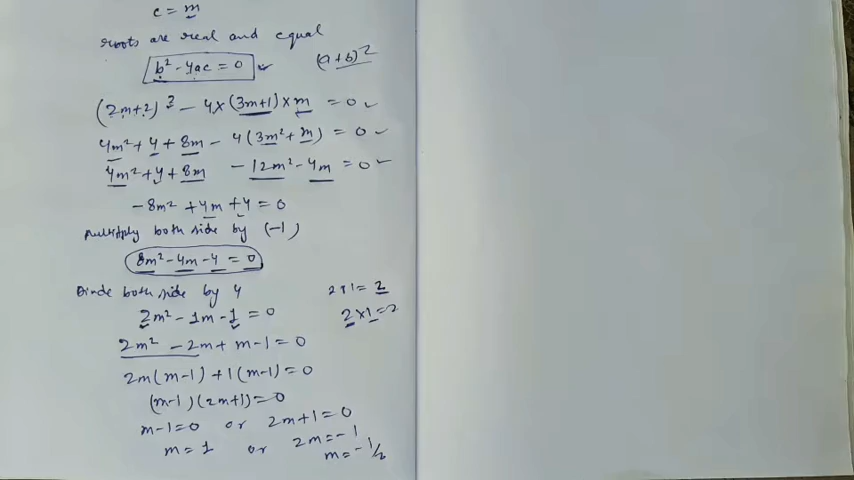 c = m
roots are real and equal
b² - 4ac = 0
(a+b)²
(2m+2)² - 4×(3m+1)×m = 0
4m² + 4 + 8m - 4(3m²+m) = 0
4m² + 4 + 8m - 12m² - 4m = 0
-8m² + 4m + 4 = 0
Multiply both side by (-1)
8m² - 4m - 4 = 0
Divide both side by 4
2m² - 1m - 1 = 0
2×1 = 2
2×1 = 2
2m² - 2m + m - 1 = 0
2m(m-1) + 1(m-1) = 0
(m-1)(2m+1) = 0
m-1 = 0 or 2m+1 = 0
m = 1 or 2m = -1
m = -1/2